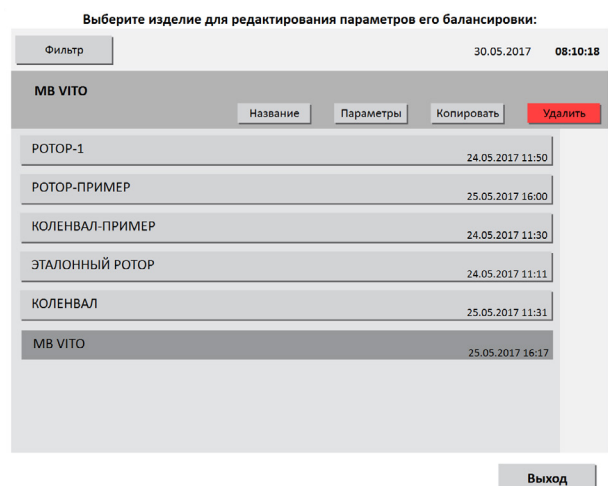 Выберите изделие для редактирования параметров его балансировки:
Фильтр 30.05.2017 08:10:18
MB VITO
Название Параметры Копировать Удалить
РОТОР-1 24.05.2017 11:50
РОТОР-ПРИМЕР 25.05.2017 16:00
КОЛЕНВАЛ-ПРИМЕР 24.05.2017 11:30
ЭТАЛОННЫЙ РОТОР 24.05.2017 11:11
КОЛЕНВАЛ 25.05.2017 11:31
MB VITO 25.05.2017 16:17
Выход